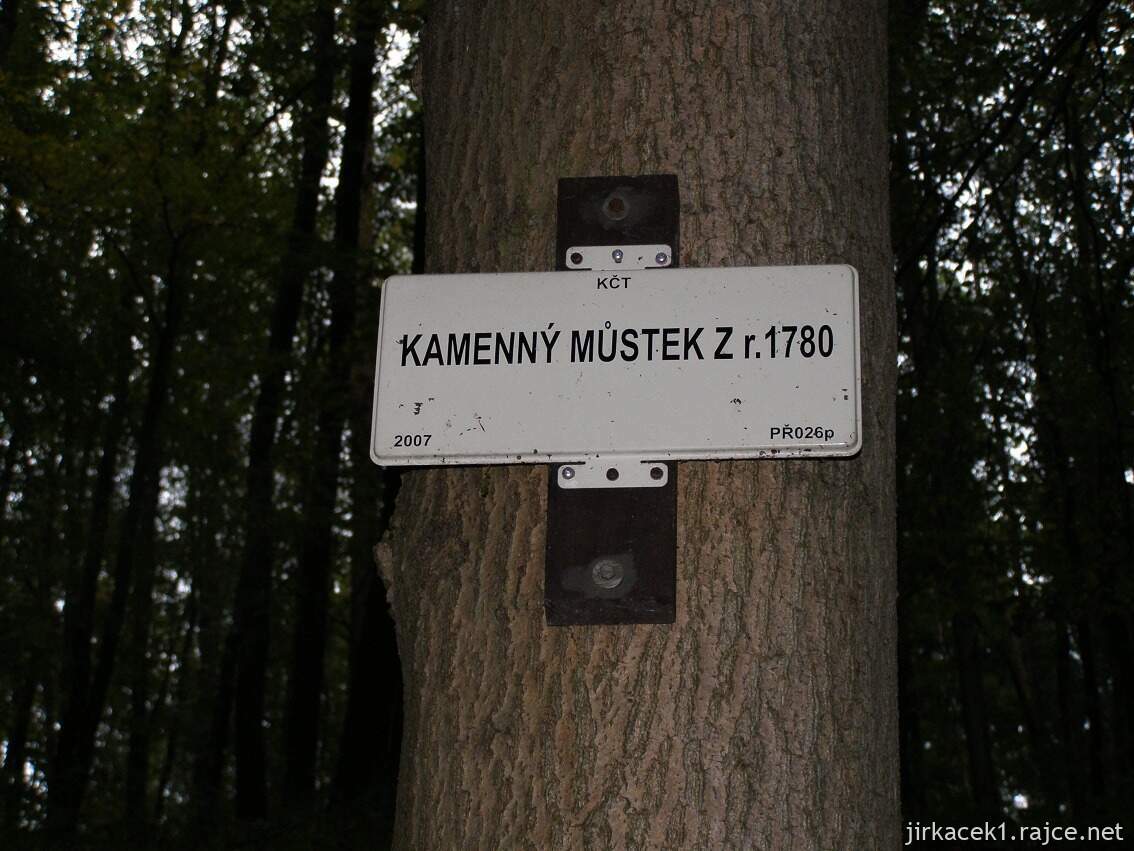 KČT
KAMENNÝ MŮSTEK Z r.1780
2007 PŘ026p
jirkacek1.rajce.net